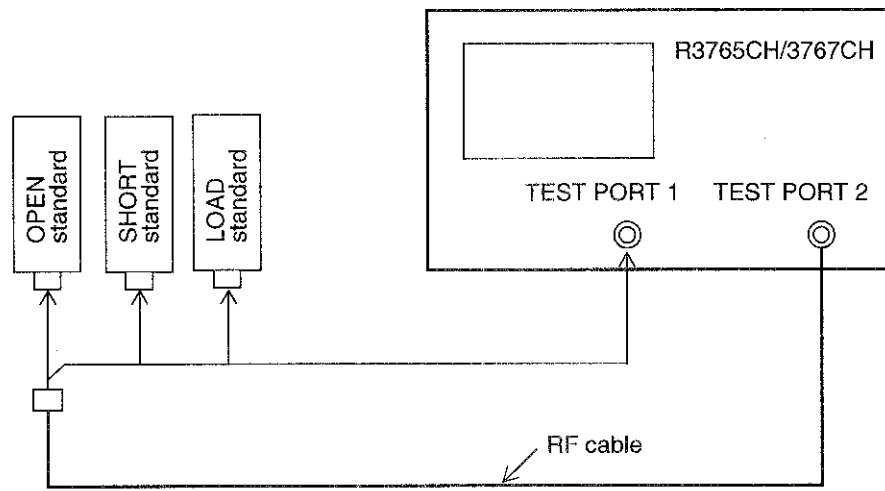 R3765CH/3767CH
OPEN
standard
SHORT
standard
LOAD
standard
TEST PORT 1
TEST PORT 2
RF cable